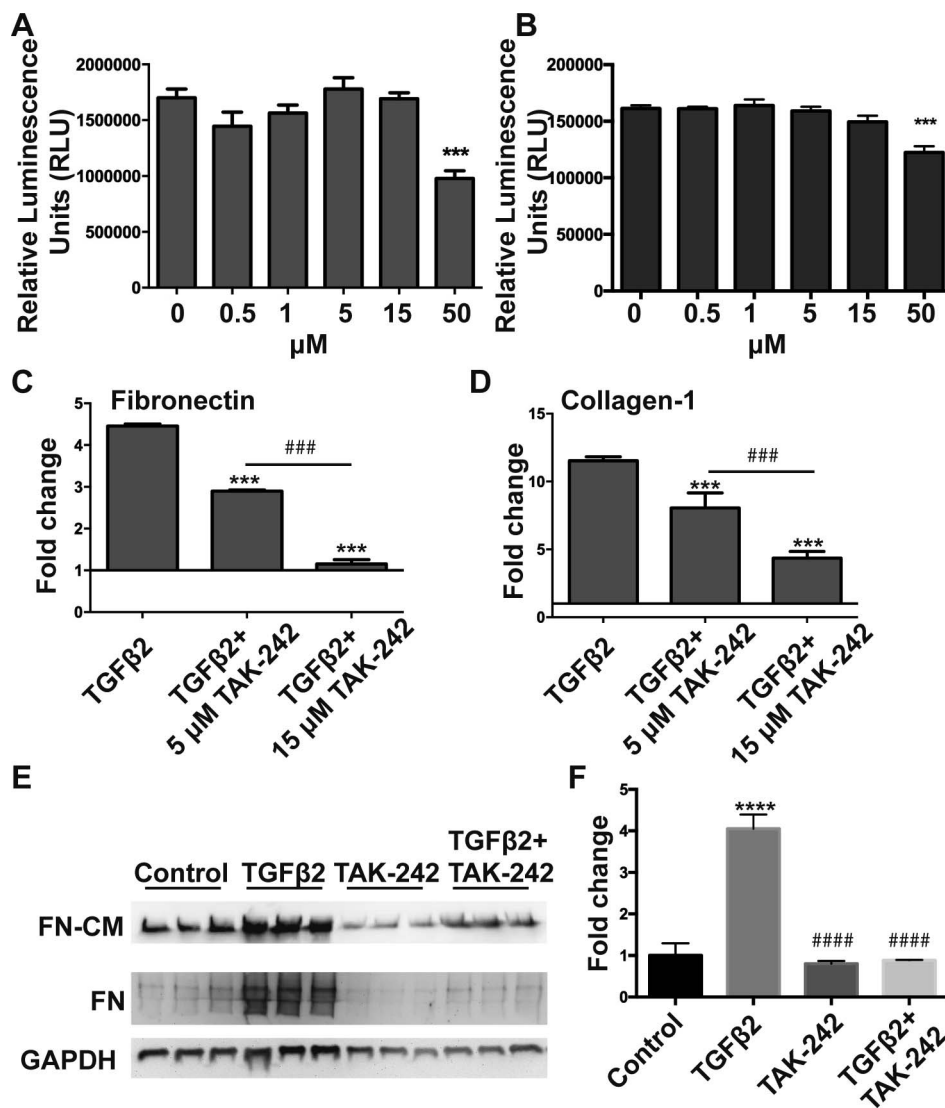 A
Relative Luminescence
Units (RLU)
2000000
1500000
1000000
500000
0
***
0 0.5 1 5 15 50
µM
B
Relative Luminescence
Units (RLU)
200000
150000
100000
50000
0
***
0 0.5 1 5 15 50
µM
C
Fibronectin
Fold change
5
4
3
2
1
0
***
###
***
TGFβ2
TGFβ2+
5 µM TAK-242
TGFβ2+
15 µM TAK-242
D
Collagen-1
Fold change
15
10
5
0
***
###
***
TGFβ2
TGFβ2+
5 µM TAK-242
TGFβ2+
15 µM TAK-242
E
Control TGFβ2 TAK-242 TGFβ2+
TAK-242
FN-CM
FN
GAPDH
F
Fold change
5
4
3
2
1
0
****
####
####
Control
TGFβ2
TAK-242
TGFβ2+
TAK-242